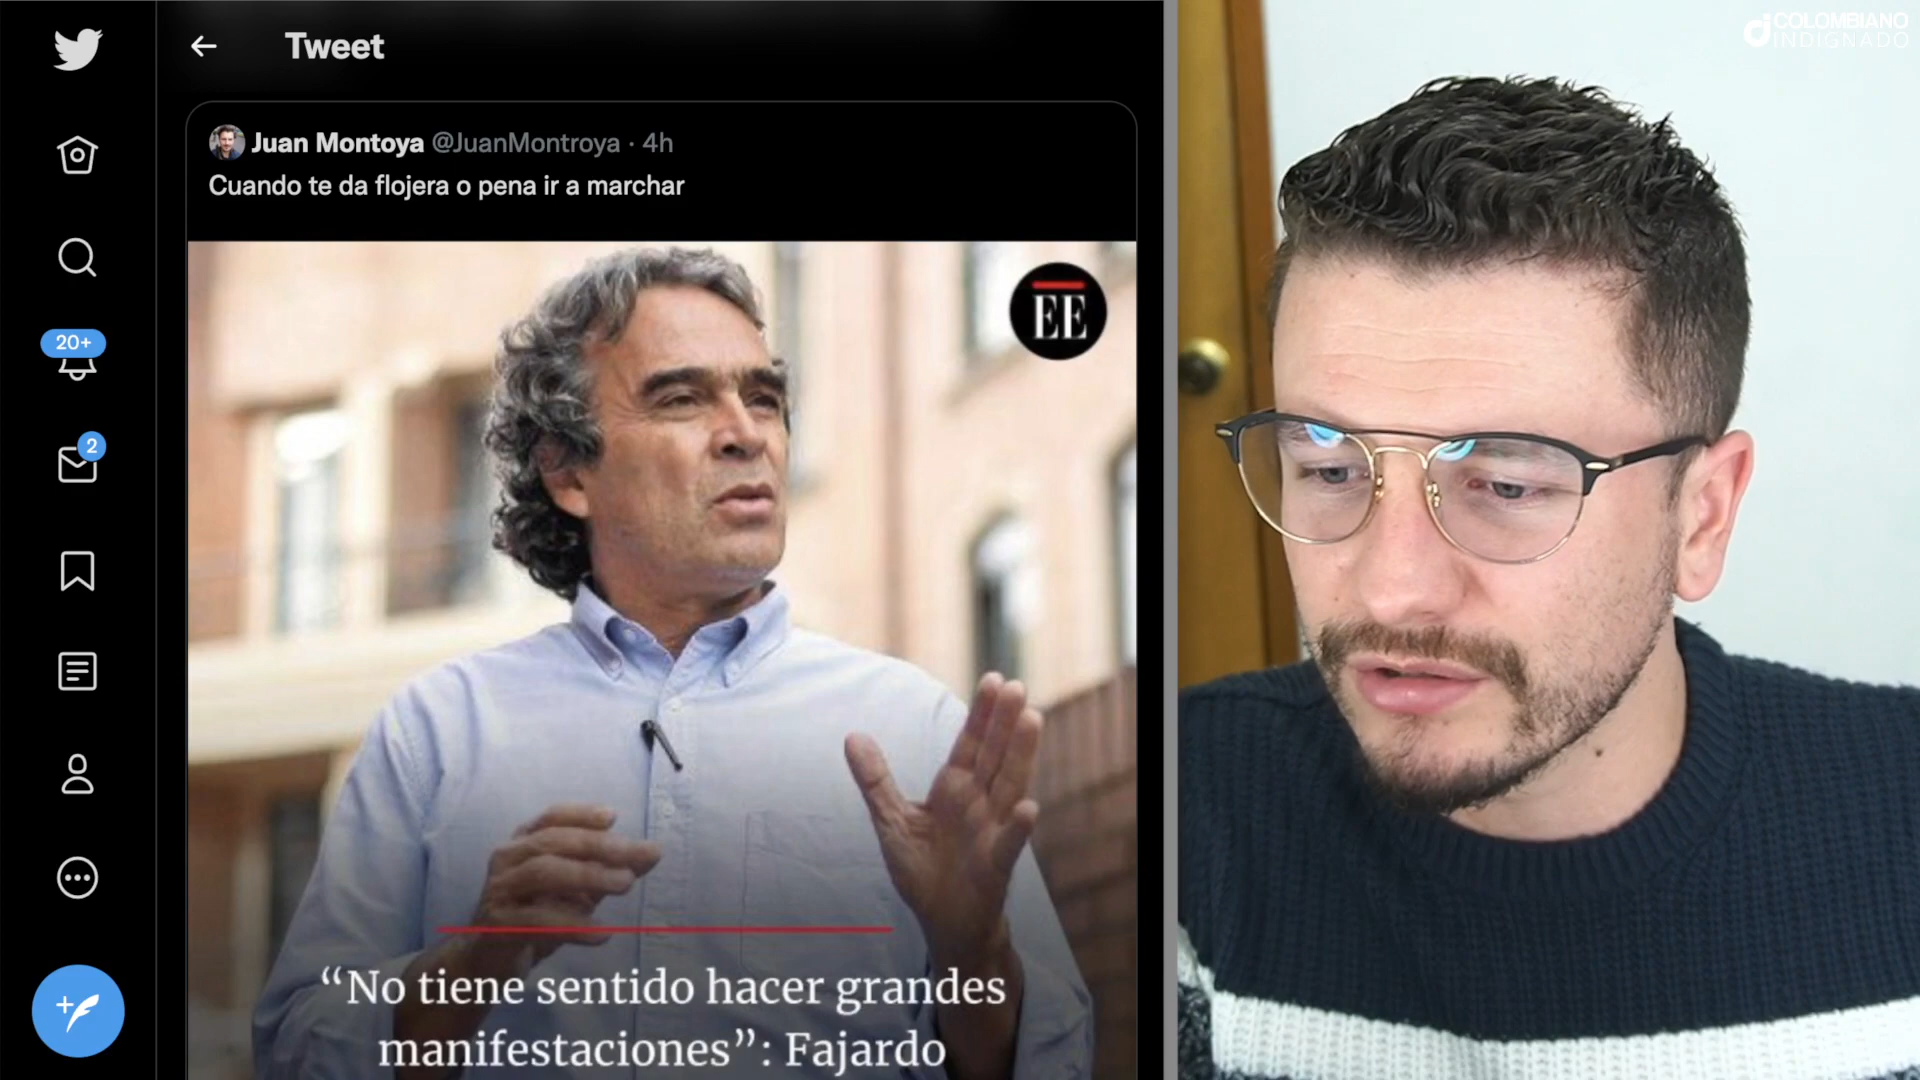 COLOMBIANO
INDIGNADO
Tweet
Juan Montoya @JuanMontroya · 4h
Cuando te da flojera o pena ir a marchar
EE
20+
2
“No tiene sentido hacer grandes
manifestaciones”: Fajardo